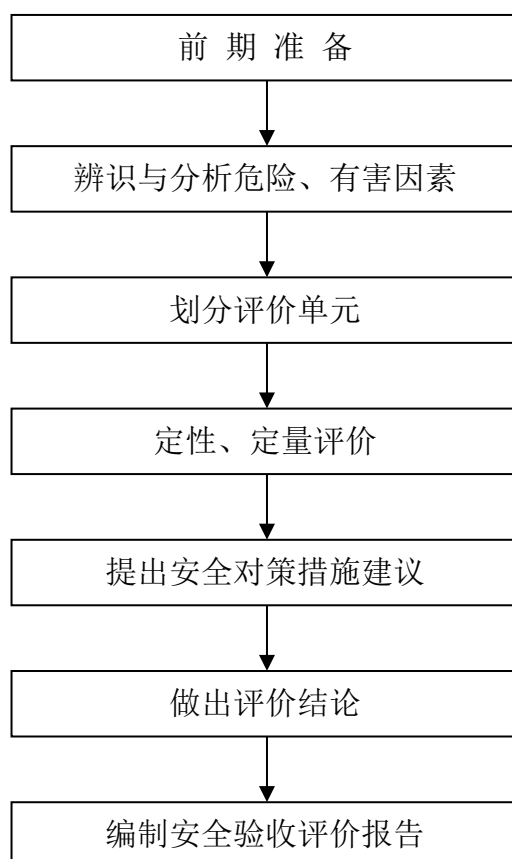 前 期 准 备
辨识与分析危险、有害因素
划分评价单元
定性、定量评价
提出安全对策措施建议
做出评价结论
编制安全验收评价报告